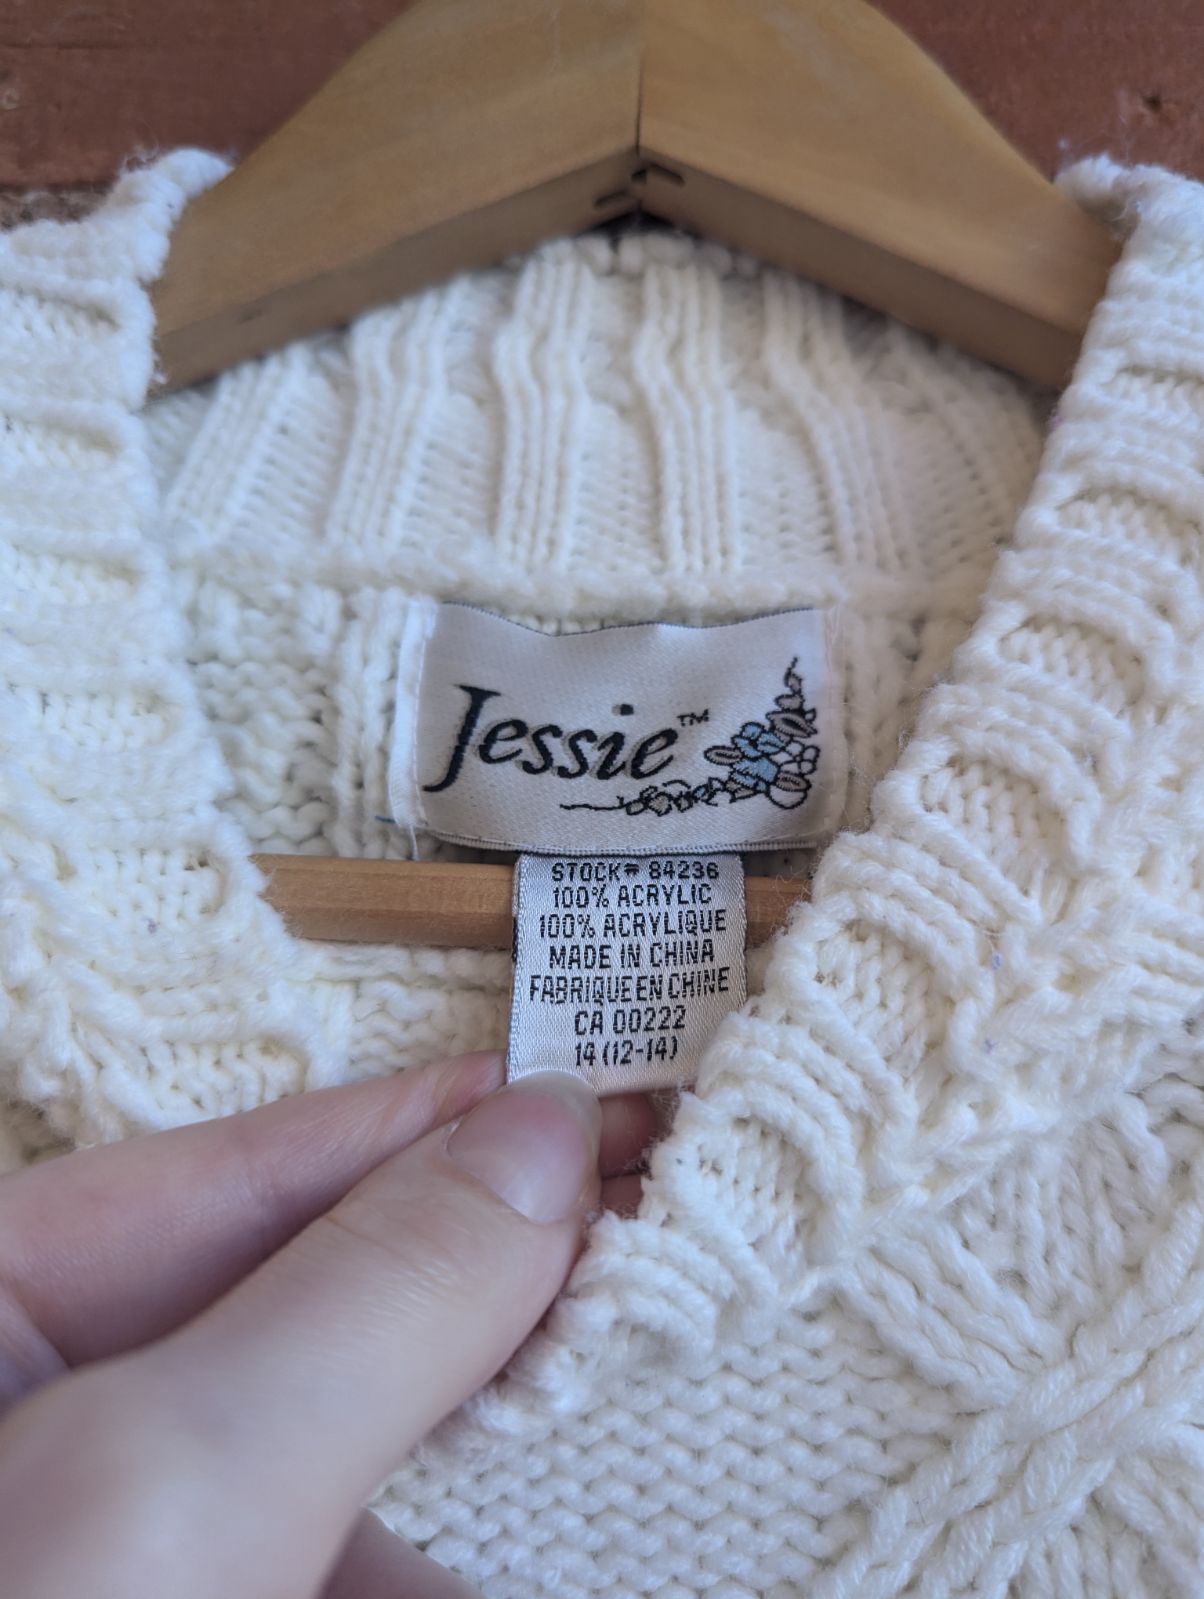 Jessie™
STOCK# 84236
100% ACRYLIC
100% ACRYLIQUE
MADE IN CHINA
FABRIQUE EN CHINE
CA 00222
14 (12-14)